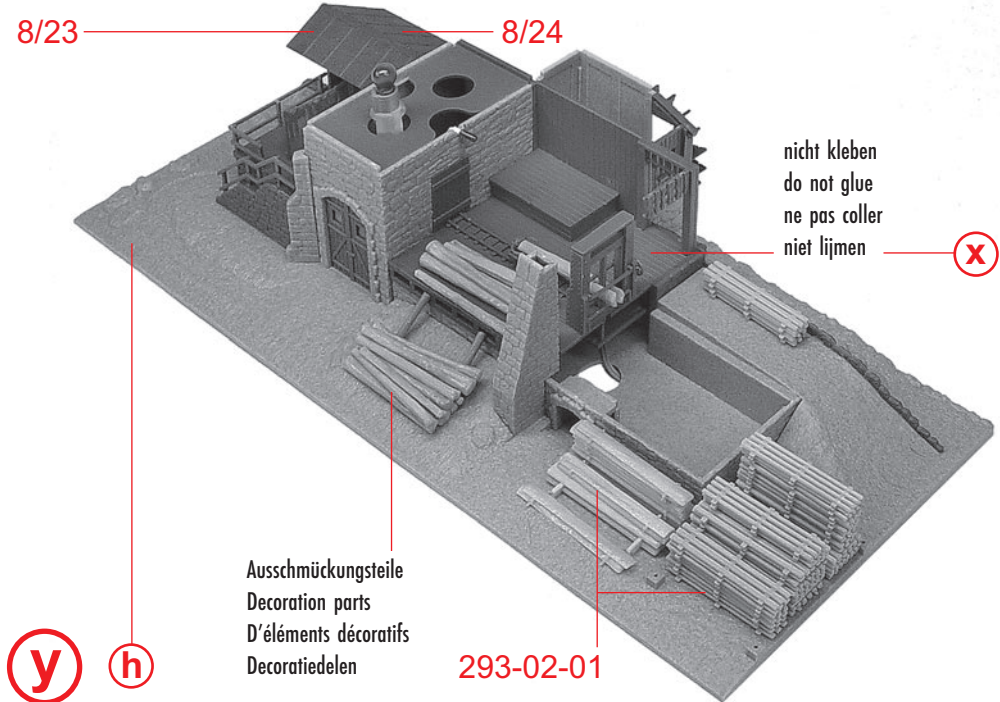 8/23
8/24
nicht kleben
do not glue
ne pas coller
niet lijmen
x
Ausschmückungsteile
Decoration parts
D'éléments décoratifs
Decoratiedelen
y
h
293-02-01